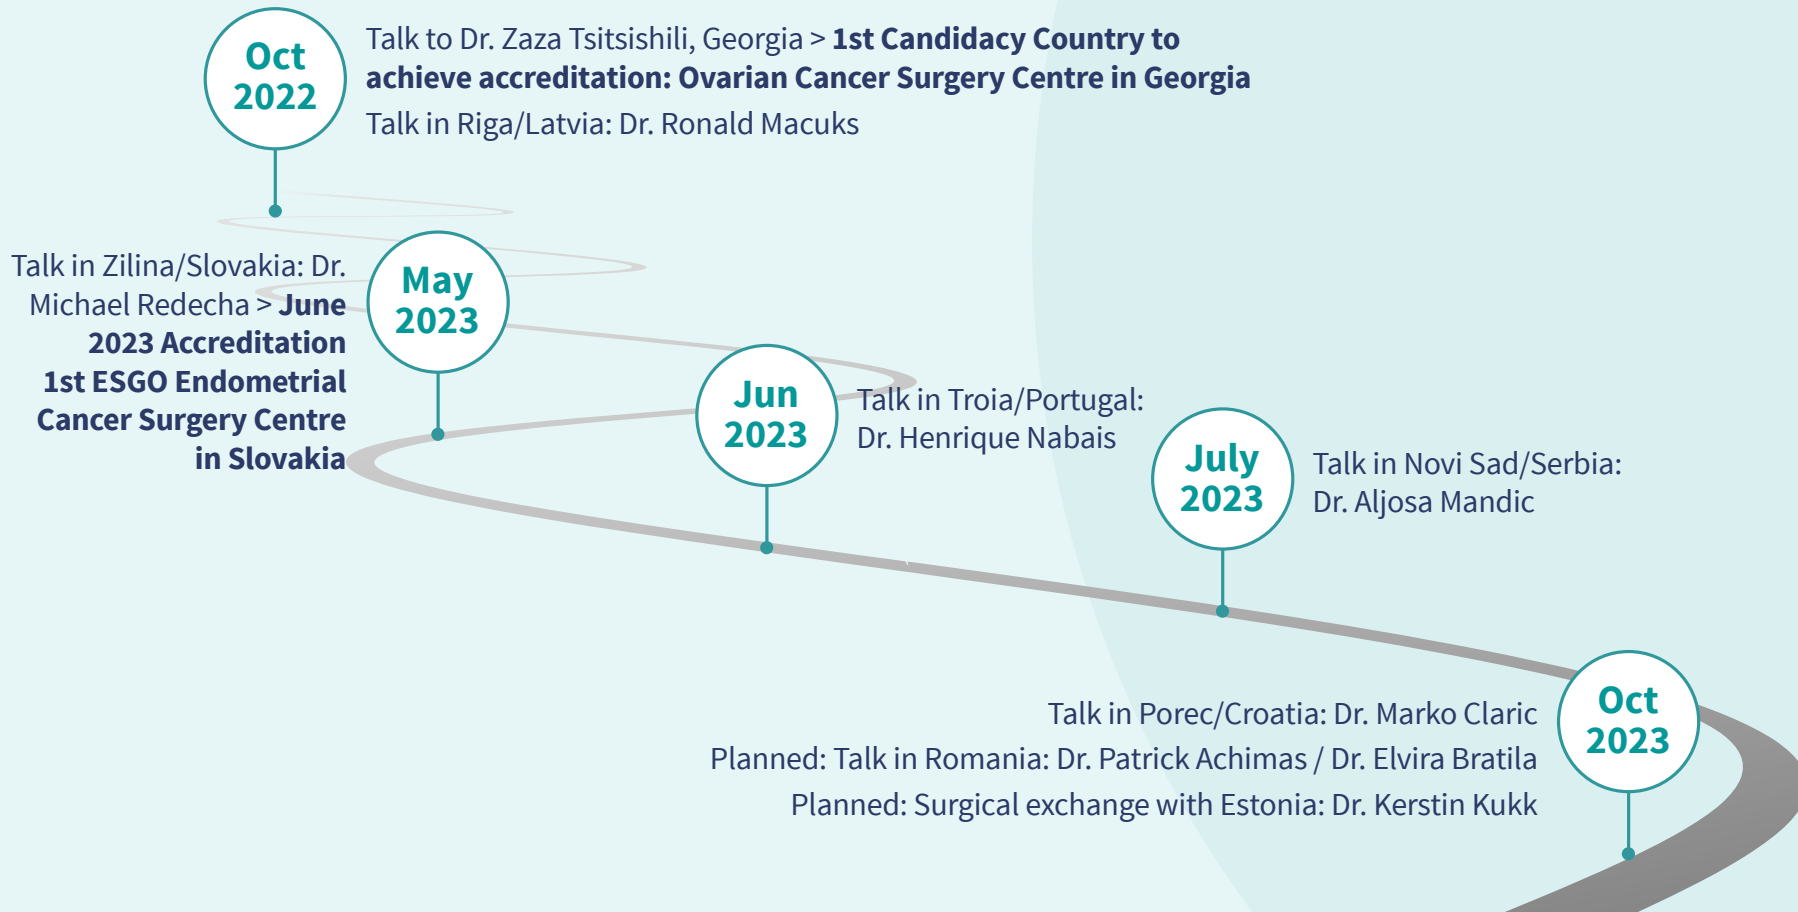 Oct
2022
Talk to Dr. Zaza Tsitsishili, Georgia > 1st Candidacy Country to
achieve accreditation: Ovarian Cancer Surgery Centre in Georgia
Talk in Riga/Latvia: Dr. Ronald Macuks
May
2023
Talk in Zilina/Slovakia: Dr.
Michael Redecha > June
2023 Accreditation
1st ESGO Endometrial
Cancer Surgery Centre
in Slovakia
Jun
2023
Talk in Troia/Portugal:
Dr. Henrique Nabais
July
2023
Talk in Novi Sad/Serbia:
Dr. Aljosa Mandic
Oct
2023
Talk in Porec/Croatia: Dr. Marko Claric
Planned: Talk in Romania: Dr. Patrick Achimas / Dr. Elvira Bratila
Planned: Surgical exchange with Estonia: Dr. Kerstin Kukk